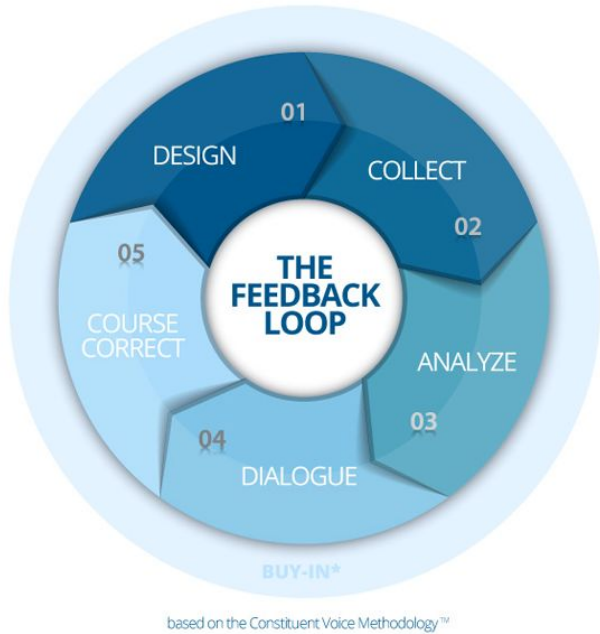 01
DESIGN
COLLECT
02
THE
FEEDBACK
LOOP
05
COURSE
CORRECT
ANALYZE
03
04
DIALOGUE
BUY-IN*
based on the Constituent Voice Methodology™